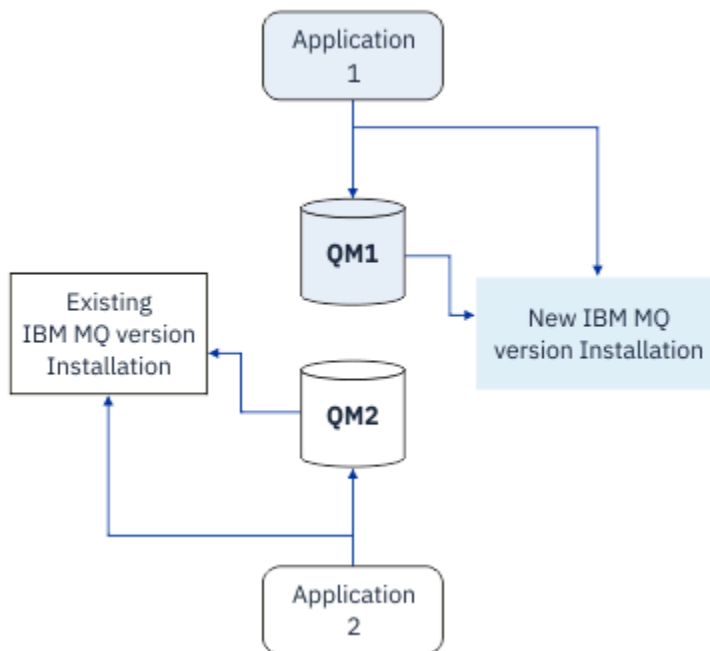 Application
1
QM1
Existing
IBM MQ version
Installation
New IBM MQ
version Installation
QM2
Application
2